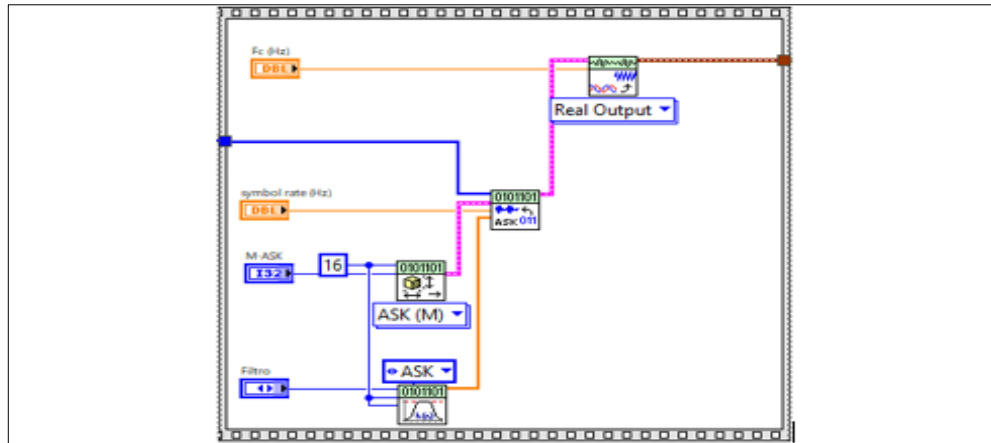 Fc (Hz)
DBL
Real Output
symbol rate (Hz)
DBL
0101101
ASK 011
M-ASK
I32
16
0101101
ASK (M)
Filtro
ASK
0101101